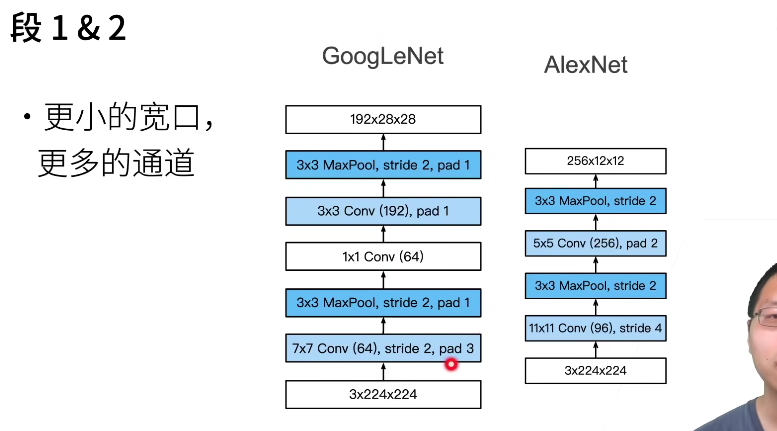 段 1 & 2
GoogLeNet
AlexNet
• 更小的宽口，
更多的通道
192x28x28
3x3 MaxPool, stride 2, pad 1
3x3 Conv (192), pad 1
1x1 Conv (64)
3x3 MaxPool, stride 2, pad 1
7x7 Conv (64), stride 2, pad 3
3x224x224
256x12x12
3x3 MaxPool, stride 2
5x5 Conv (256), pad 2
3x3 MaxPool, stride 2
11x11 Conv (96), stride 4
3x224x224